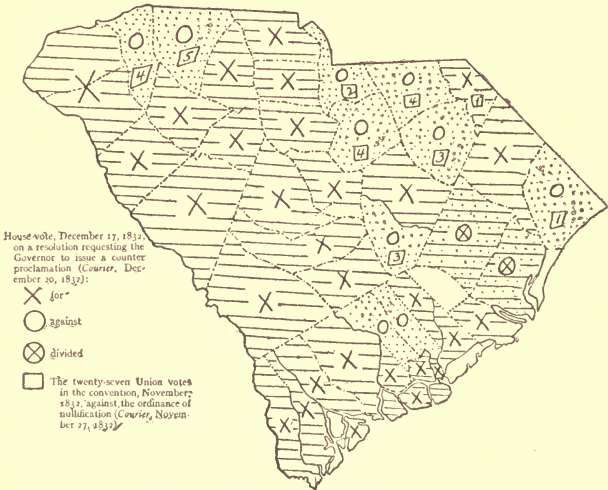 4
5
2
4
1
4
3
1
3
House vote, December 17, 1832,
on a resolution requesting the
Governor to issue a counter
proclamation (Courier, Dec-
ember 20, 1832):
for
against
divided
The twenty-seven Union votes
in the convention, November,
1832, against the ordinance of
nullification (Courier, Novem-
ber 27, 1832)